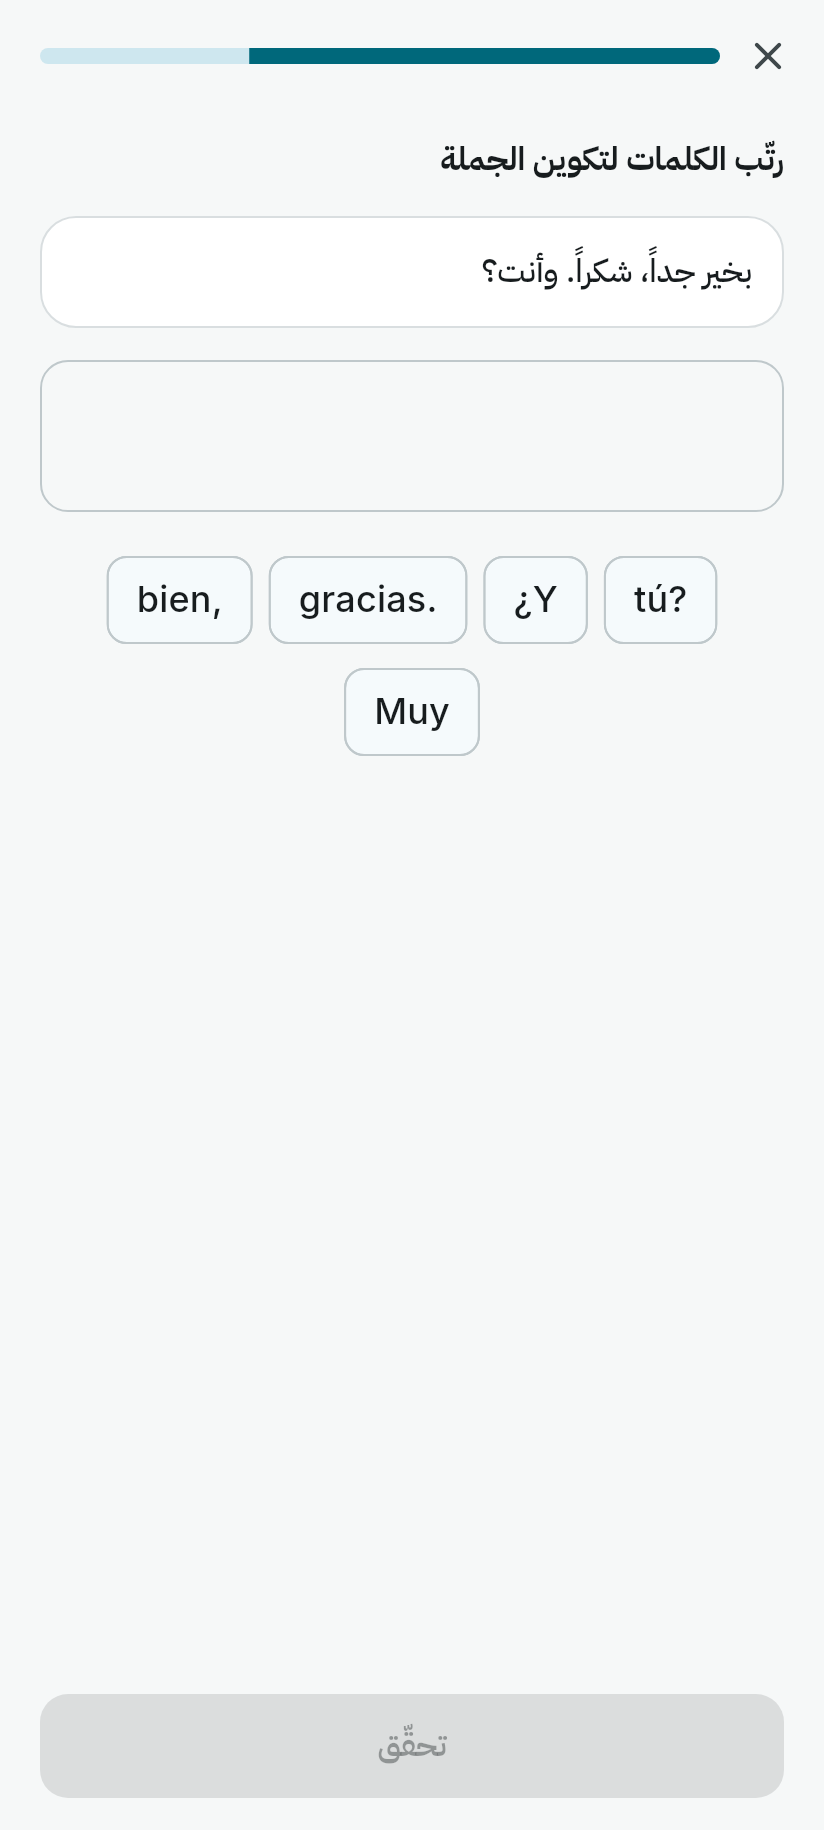 رتّب الكلمات لتكوين الجملة
بخير جداً، شكراً. وأنت؟
bien, gracias. ¿Y tú?
Muy
تحقّق